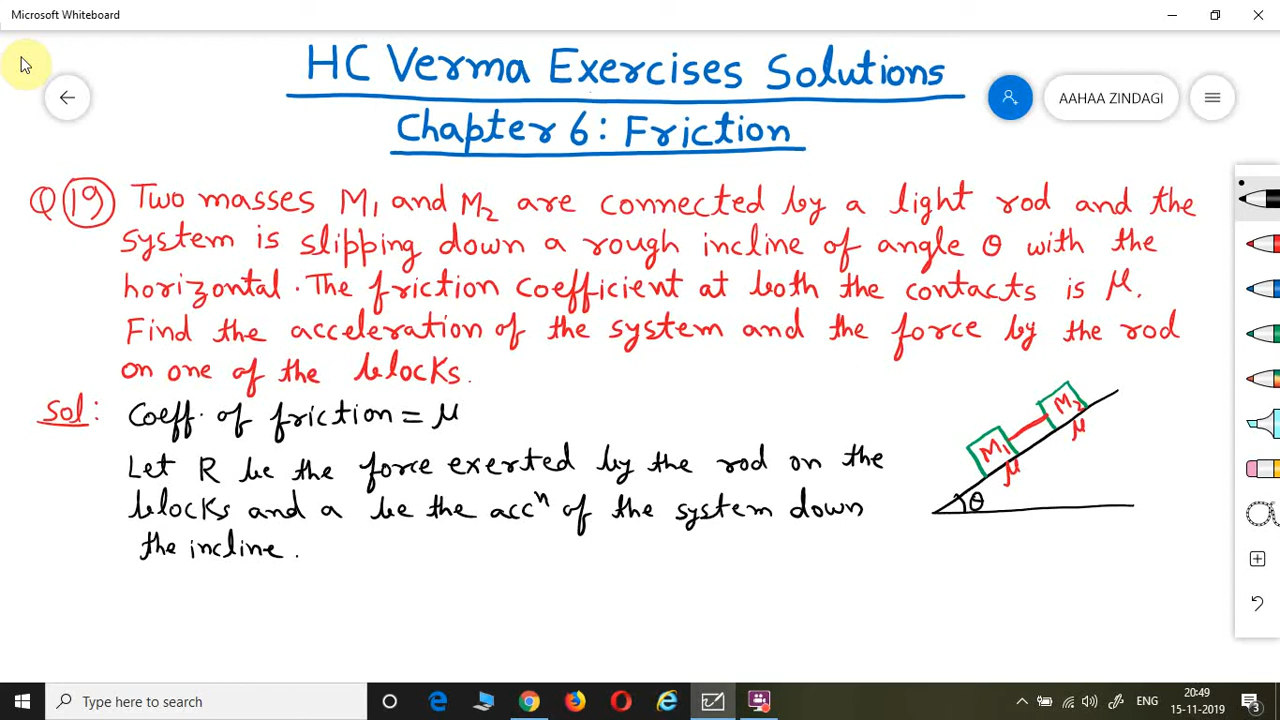 Microsoft Whiteboard
HC Verma Exercises Solutions
Chapter 6: Friction
AAHAA ZINDAGI
Q 19 Two masses M1 and M2 are connected by a light rod and the
system is slipping down a rough incline of angle θ with the
horizontal. The friction coefficient at both the contacts is μ.
Find the acceleration of the system and the force by the rod
on one of the blocks.
Sol: Coeff. of friction = μ
Let R be the force exerted by the rod on the
blocks and a be the accⁿ of the system down
the incline.
M2
μ
M1
μ
θ
Type here to search
ENG
20:49
15-11-2019
3